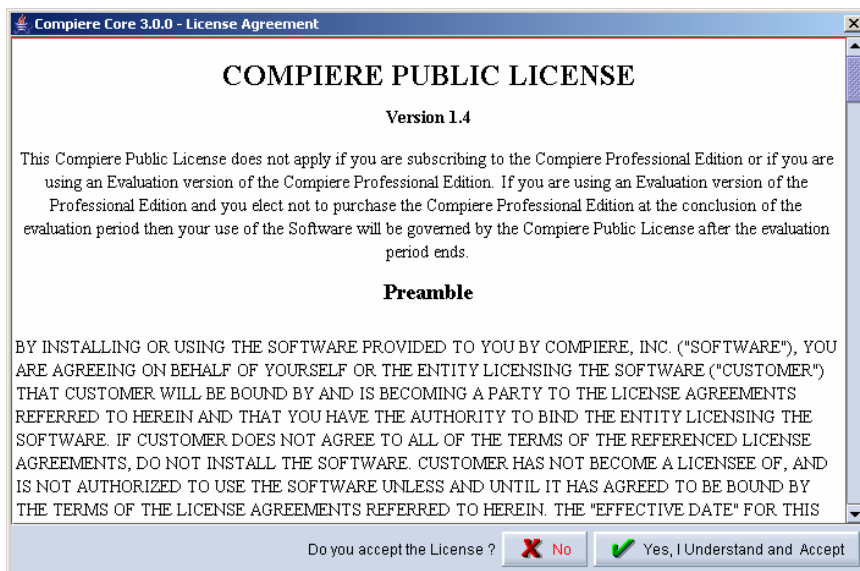 Compiere Core 3.0.0 - License Agreement
COMPIERE PUBLIC LICENSE
Version 1.4
This Compiere Public License does not apply if you are subscribing to the Compiere Professional Edition or if you are
using an Evaluation version of the Compiere Professional Edition. If you are using an Evaluation version of the
Professional Edition and you elect not to purchase the Compiere Professional Edition at the conclusion of the
evaluation period then your use of the Software will be governed by the Compiere Public License after the evaluation
period ends.
Preamble
BY INSTALLING OR USING THE SOFTWARE PROVIDED TO YOU BY COMPIERE, INC. ("SOFTWARE"), YOU
ARE AGREEING ON BEHALF OF YOURSELF OR THE ENTITY LICENSING THE SOFTWARE ("CUSTOMER")
THAT CUSTOMER WILL BE BOUND BY AND IS BECOMING A PARTY TO THE LICENSE AGREEMENTS
REFERRED TO HEREIN AND THAT YOU HAVE THE AUTHORITY TO BIND THE ENTITY LICENSING THE
SOFTWARE. IF CUSTOMER DOES NOT AGREE TO ALL OF THE TERMS OF THE REFERENCED LICENSE
AGREEMENTS, DO NOT INSTALL THE SOFTWARE. CUSTOMER HAS NOT BECOME A LICENSEE OF, AND
IS NOT AUTHORIZED TO USE THE SOFTWARE UNLESS AND UNTIL IT HAS AGREED TO BE BOUND BY
THE TERMS OF THE LICENSE AGREEMENTS REFERRED TO HEREIN. THE "EFFECTIVE DATE" FOR THIS
Do you accept the License ? No Yes, I Understand and Accept